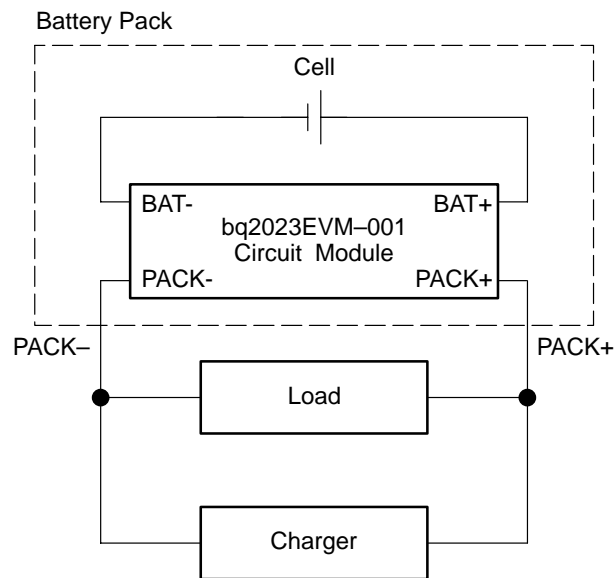 Battery Pack
Cell
BAT-
BAT+
bq2023EVM–001
Circuit Module
PACK-
PACK+
PACK–
PACK+
Load
Charger